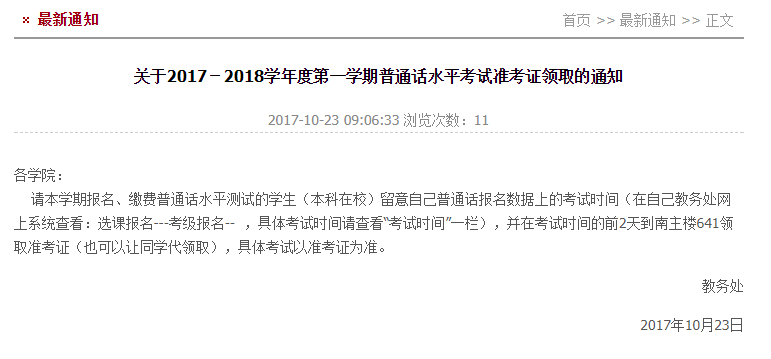 最新通知
首页 >> 最新通知 >> 正文
关于2017－2018学年度第一学期普通话水平考试准考证领取的通知
2017-10-23 09:06:33 浏览次数：11
各学院：
请本学期报名、缴费普通话水平测试的学生（本科在校）留意自己普通话报名数据上的考试时间（在自己教务处网
上系统查看：选课报名---考级报名-- ，具体考试时间请查看“考试时间”一栏），并在考试时间的前2天到南主楼641领
取准考证（也可以让同学代领取），具体考试以准考证为准。
教务处
2017年10月23日